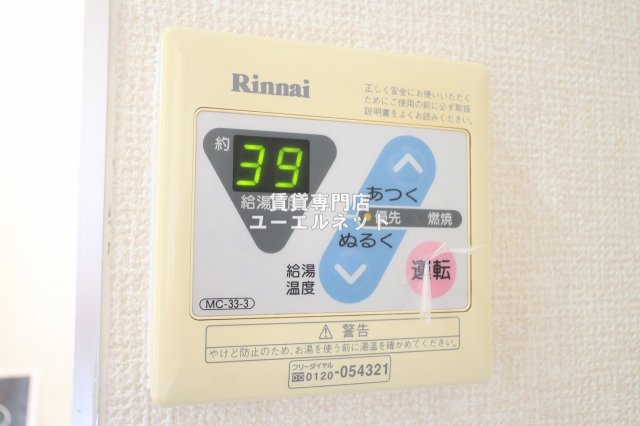 Rinnai
正しく安全にお使いいただく
ためにご使用の前に必ず取扱
説明書をよくお読みください。
約
39
給湯
あつく
優先 燃焼
ぬるく
給湯
温度
運転
MC-33-3
賃貸専門店
ユーエルネット
警告
やけど防止のため、お湯を使う前に湯温を確かめてください。
フリーダイヤル
0120-054321